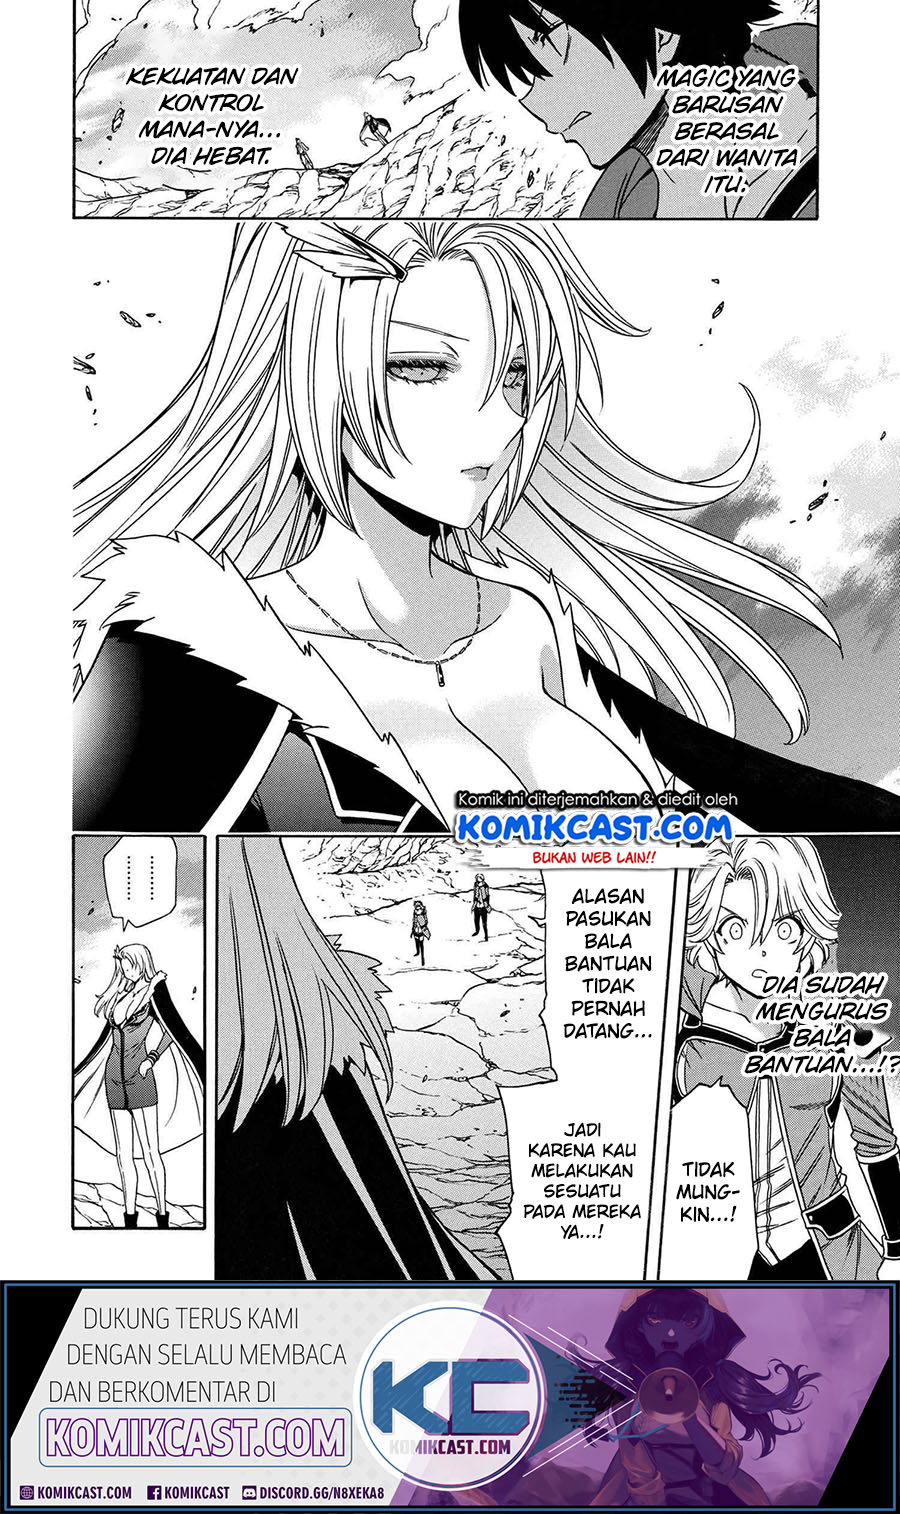 MAGIC YANG
BARUSAN
BERASAL
DARI WANITA
ITU.
KEKUATAN DAN
KONTROL
MANA-NYA...
DIA HEBAT.
Komik ini diterjemahkan & diedit oleh
KOMIKCAST.COM
BUKAN WEB LAIN!!
DIA SUDAH
MENGURUS
BALA
BANTUAN...!?
TIDAK
MUNG-
KIN...!
ALASAN
PASUKAN
BALA
BANTUAN
TIDAK
PERNAH
DATANG...
JADI
KARENA KAU
MELAKUKAN
SESUATU
PADA MEREKA
YA...!
............
DUKUNG TERUS KAMI
DENGAN SELALU MEMBACA
DAN BERKOMENTAR DI
KOMIKCAST.COM
KC
KOMIKCAST.COM
KOMIKCAST.COM
KOMIKCAST
DISCORD.GG/N8XEKA8